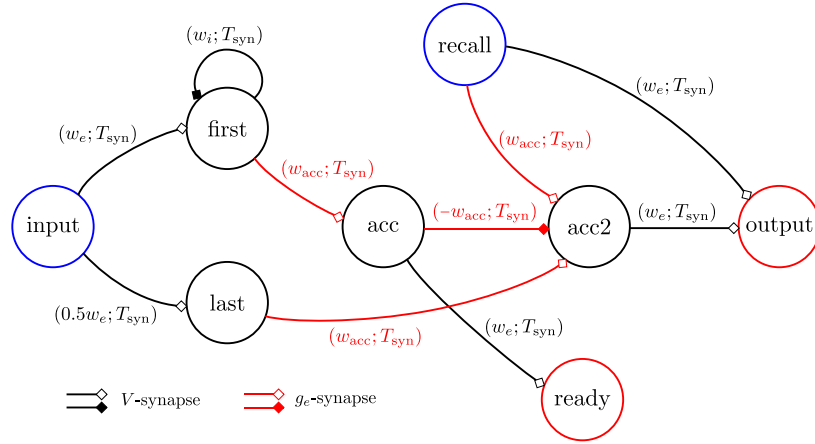 (w_i; T_syn)
recall
(w_e; T_syn)
first
(w_e; T_syn)
(w_acc; T_syn)
(w_acc; T_syn)
input
acc
(-w_acc; T_syn)
acc2
(w_e; T_syn)
output
last
(0.5w_e; T_syn)
(w_acc; T_syn)
(w_e; T_syn)
V-synapse
g_e-synapse
ready